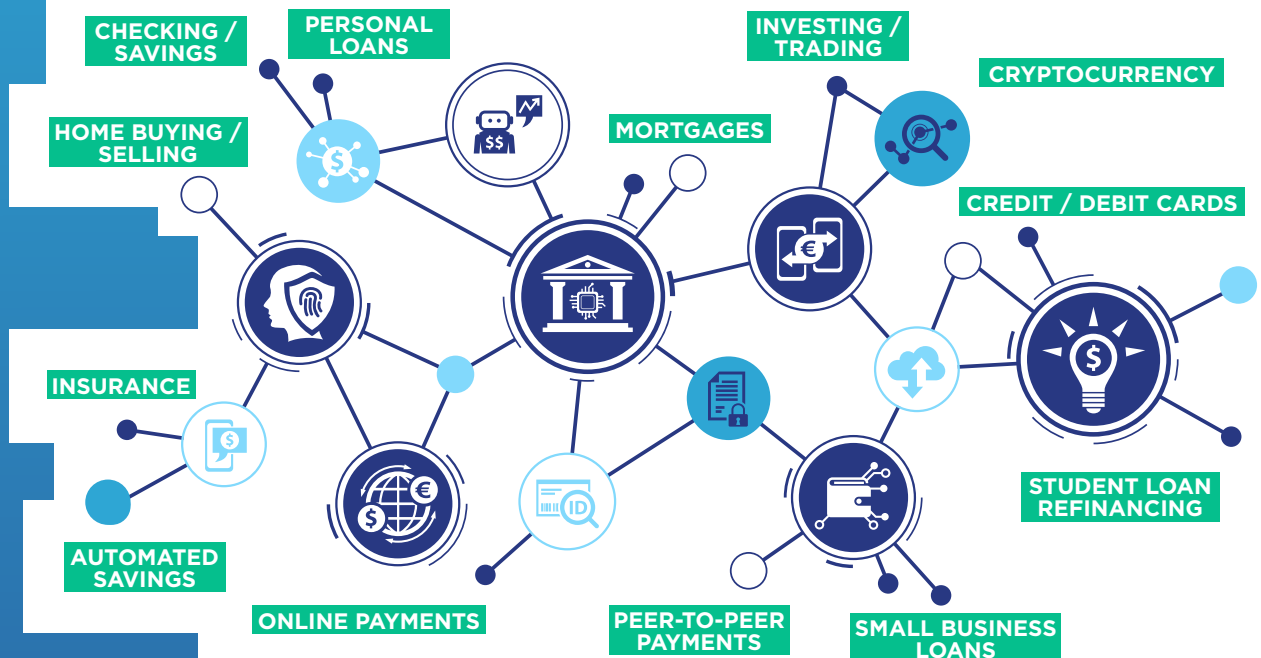 CHECKING /
SAVINGS
PERSONAL
LOANS
INVESTING /
TRADING
CRYPTOCURRENCY
HOME BUYING /
SELLING
MORTGAGES
$$
$
€
CREDIT / DEBIT CARDS
$
INSURANCE
$
€
$
ID
STUDENT LOAN
REFINANCING
AUTOMATED
SAVINGS
ONLINE PAYMENTS
PEER-TO-PEER
PAYMENTS
SMALL BUSINESS
LOANS